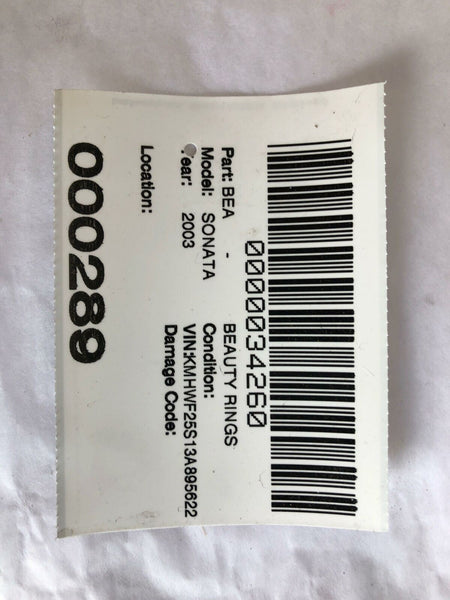 0000034260
Part: BEA - BEAUTY RINGS
Model: SONATA Condition:
Year: 2003 VIN:KMHWF25S13A895622
Damage Code:
Location:
000289